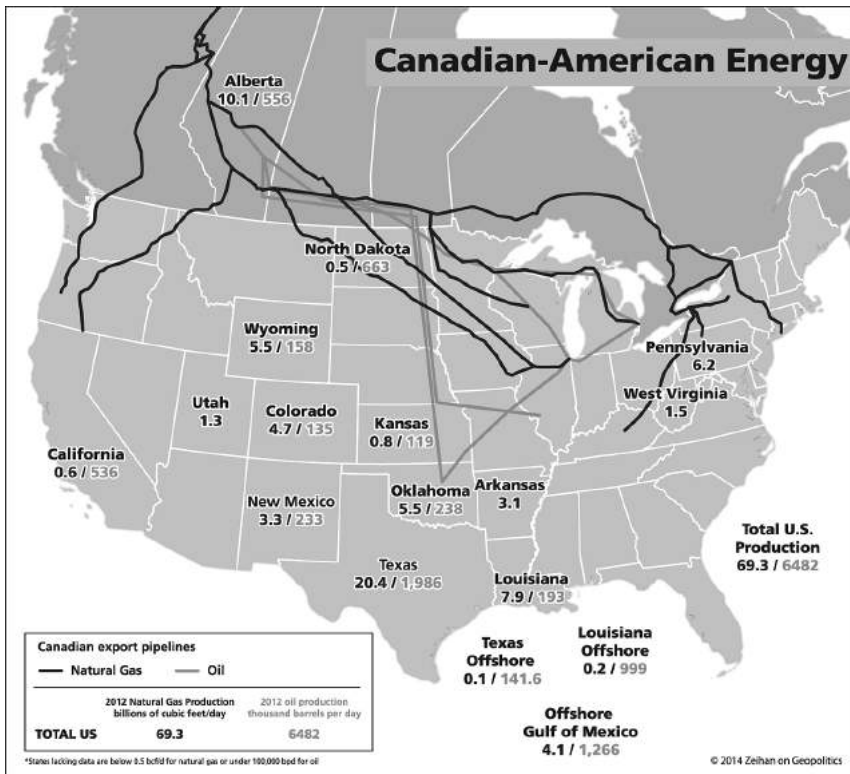 Canadian-American Energy
Alberta
10.1 / 556
North Dakota
0.5 / 663
Wyoming
5.5 / 158
Pennsylvania
6.2
West Virginia
1.5
Utah
1.3
Colorado
4.7 / 135
Kansas
0.8 / 119
California
0.6 / 536
New Mexico
3.3 / 233
Oklahoma
5.5 / 238
Arkansas
3.1
Total U.S.
Production
69.3 / 6482
Texas
20.4 / 1,986
Louisiana
7.9 / 193
Texas
Offshore
0.1 / 141.6
Louisiana
Offshore
0.2 / 999
Offshore
Gulf of Mexico
4.1 / 1,266
Canadian export pipelines
Natural Gas Oil
2012 Natural Gas Production
billions of cubic feet/day
2012 oil production
thousand barrels per day
TOTAL US 69.3 6482
*States lacking data are below 0.5 bcf/d for natural gas or under 100,000 bpd for oil
© 2014 Zeihan on Geopolitics